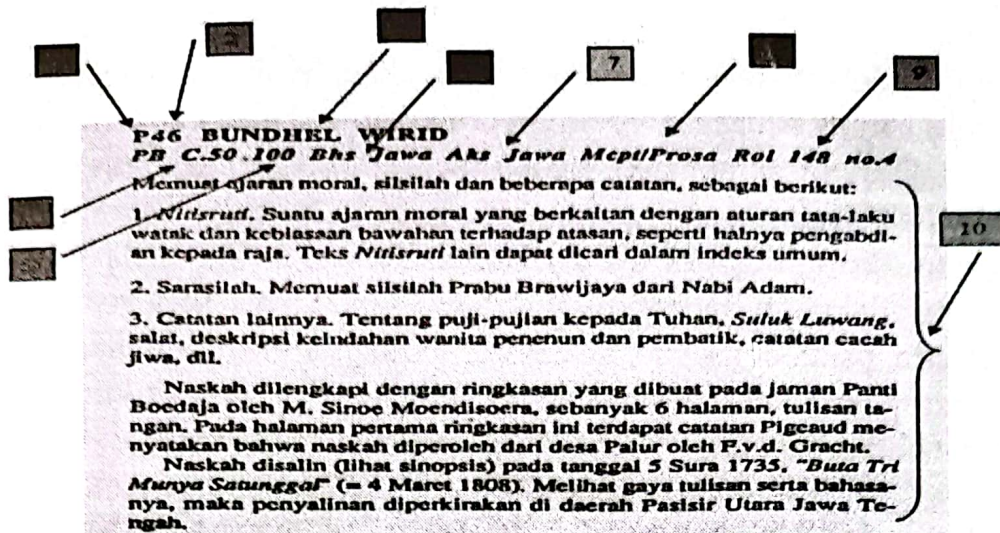 7
9
P46 BUNDHEL WIRID
PB C.50 .100 Bhs Jawa Aks Jawa Mcpt/Prosa Rol 148 no.4
Memuat ajaran moral, silsilah dan beberapa catatan, sebagai berikut:
1. Nitisruti. Suatu ajaran moral yang berkaitan dengan aturan tata-laku
watak dan kebiasaan bawahan terhadap atasan, seperti halnya pengabdi-
an kepada raja. Teks Nitisruti lain dapat dicari dalam indeks umum.
10
2. Sarasilah. Memuat silsilah Prabu Brawijaya dari Nabi Adam.
3. Catatan lainnya. Tentang puji-pujian kepada Tuhan, Suluk Luwang,
salat, deskripsi keindahan wanita penenun dan pembatik, catatan cacah
jiwa, dll.
Naskah dilengkapi dengan ringkasan yang dibuat pada jaman Panti
Boedaja oleh M. Sinoe Moendisoera, sebanyak 6 halaman, tulisan ta-
ngan. Pada halaman pertama ringkasan ini terdapat catatan Pigeaud me-
nyatakan bahwa naskah diperoleh dari desa Palur oleh F.v.d. Gracht.
Naskah disalin (lihat sinopsis) pada tanggal 5 Sura 1735, "Buta Tri
Munya Satunggal" (= 4 Maret 1808). Melihat gaya tulisan serta bahasa-
nya, maka penyalinan diperkirakan di daerah Pasisir Utara Jawa Te-
ngah.